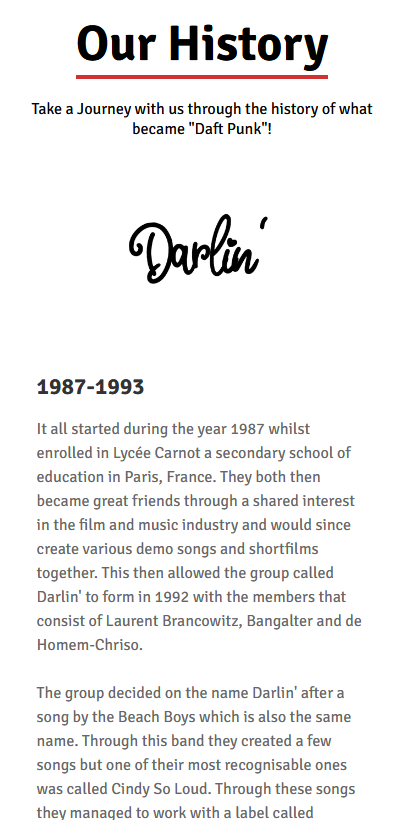 Our History
Take a Journey with us through the history of what
became "Daft Punk"!
Darlin'
1987-1993
It all started during the year 1987 whilst
enrolled in Lycée Carnot a secondary school of
education in Paris, France. They both then
became great friends through a shared interest
in the film and music industry and would since
create various demo songs and shortfilms
together. This then allowed the group called
Darlin' to form in 1992 with the members that
consist of Laurent Brancowitz, Bangalter and de
Homem-Chriso.
The group decided on the name Darlin' after a
song by the Beach Boys which is also the same
name. Through this band they created a few
songs but one of their most recognisable ones
was called Cindy So Loud. Through these songs
they managed to work with a label called